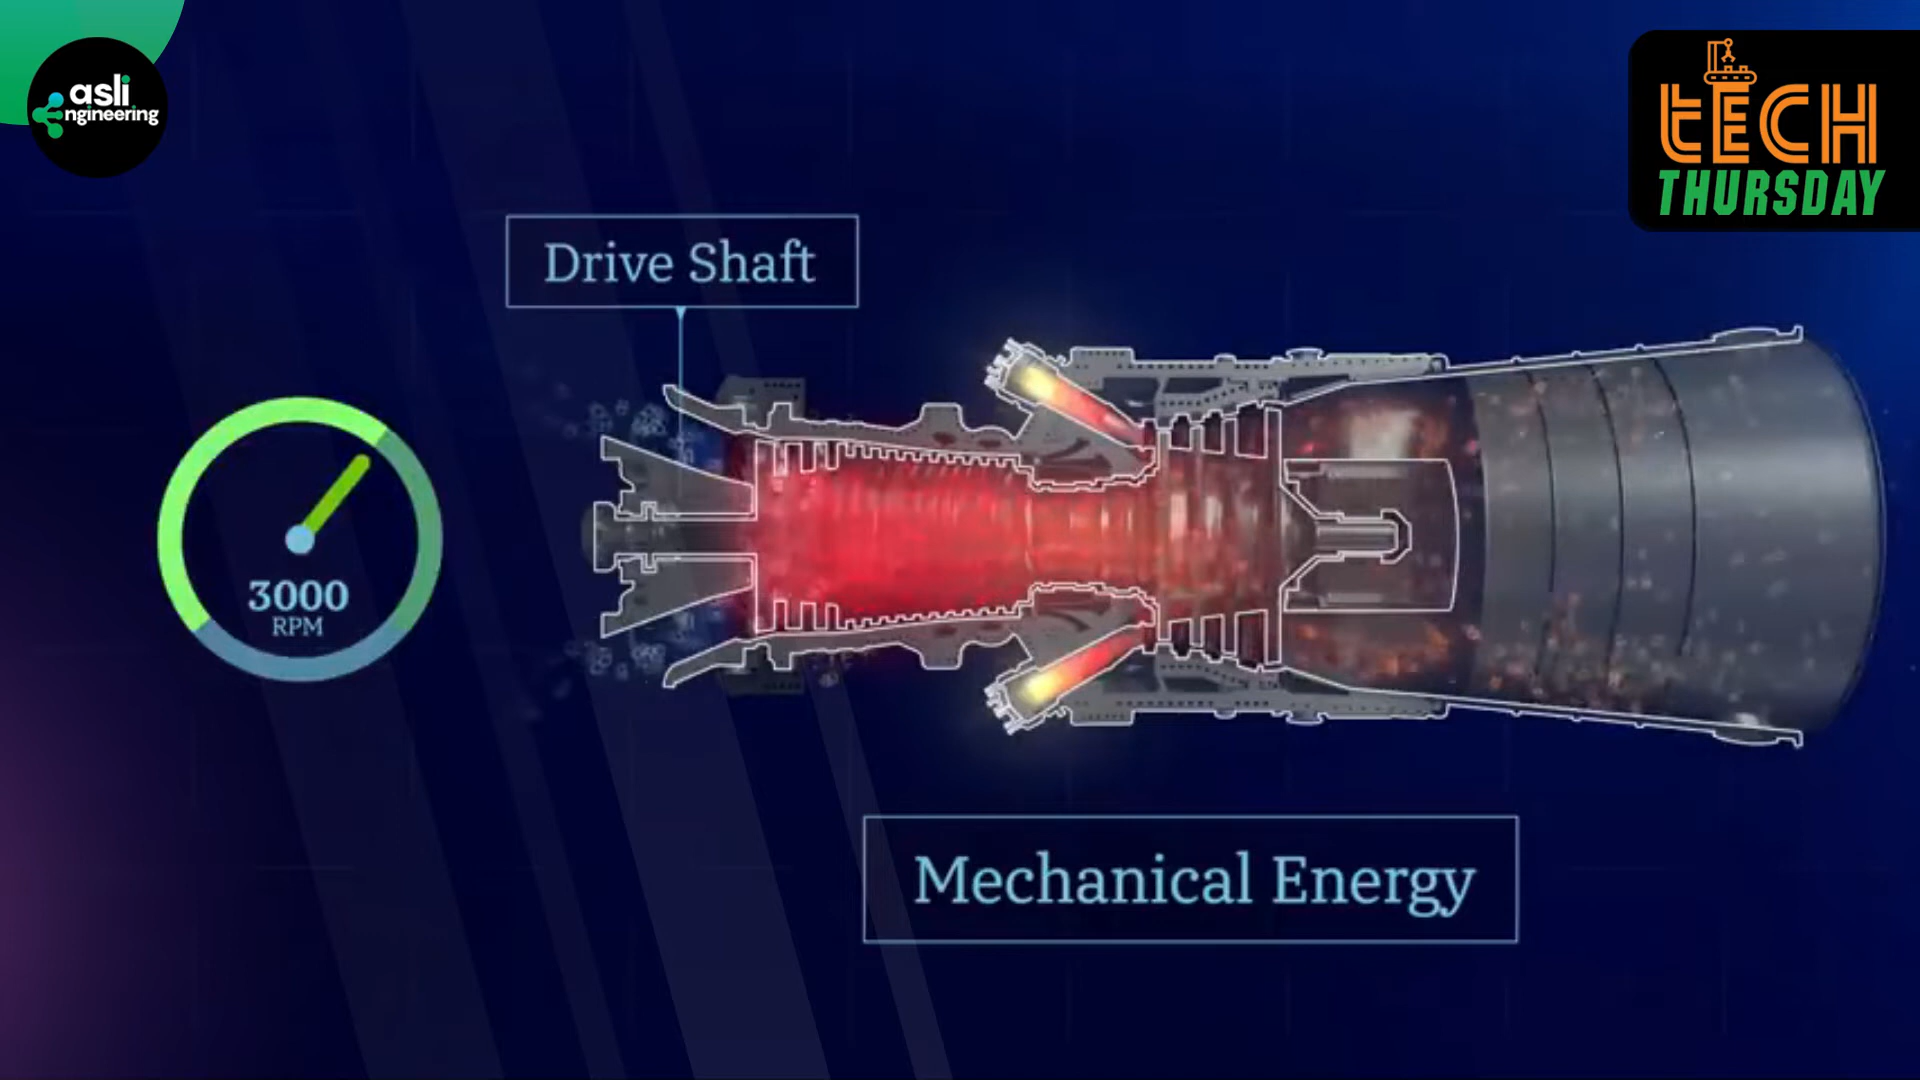 asli
ngineering
tECH
THURSDAY
Drive Shaft
3000
RPM
Mechanical Energy